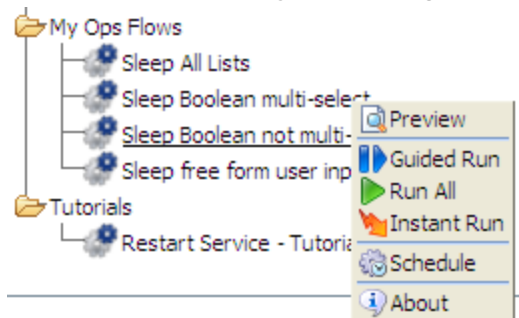 My Ops Flows
Sleep All Lists
Sleep Boolean multi-select
Sleep Boolean not multi-
Sleep free form user inp
Tutorials
Restart Service - Tutoria
Preview
Guided Run
Run All
Instant Run
Schedule
About